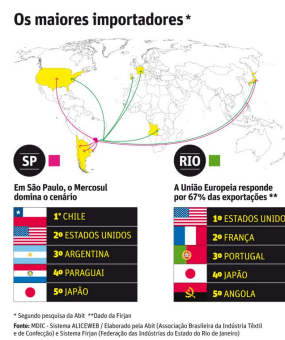 Os maiores importadores*
SP
RIO
Em São Paulo, o Mercosul
domina o cenário
1º CHILE
2º ESTADOS UNIDOS
3º ARGENTINA
4º PARAGUAI
5º JAPÃO
A União Europeia responde
por 67% das exportações **
1º ESTADOS UNIDO
2º FRANÇA
3º PORTUGAL
4º JAPÃO
5º ANGOLA
* Segundo pesquisa da Abit **Dado da Firjan
Fonte: MDIC - Sistema ALICEWEB / Elaborado pela Abit (Associação Brasileira da Indústria Têxtil
e de Confecção) e Sistema Firjan (Federação das Indústrias do Estado do Rio de Janeiro)